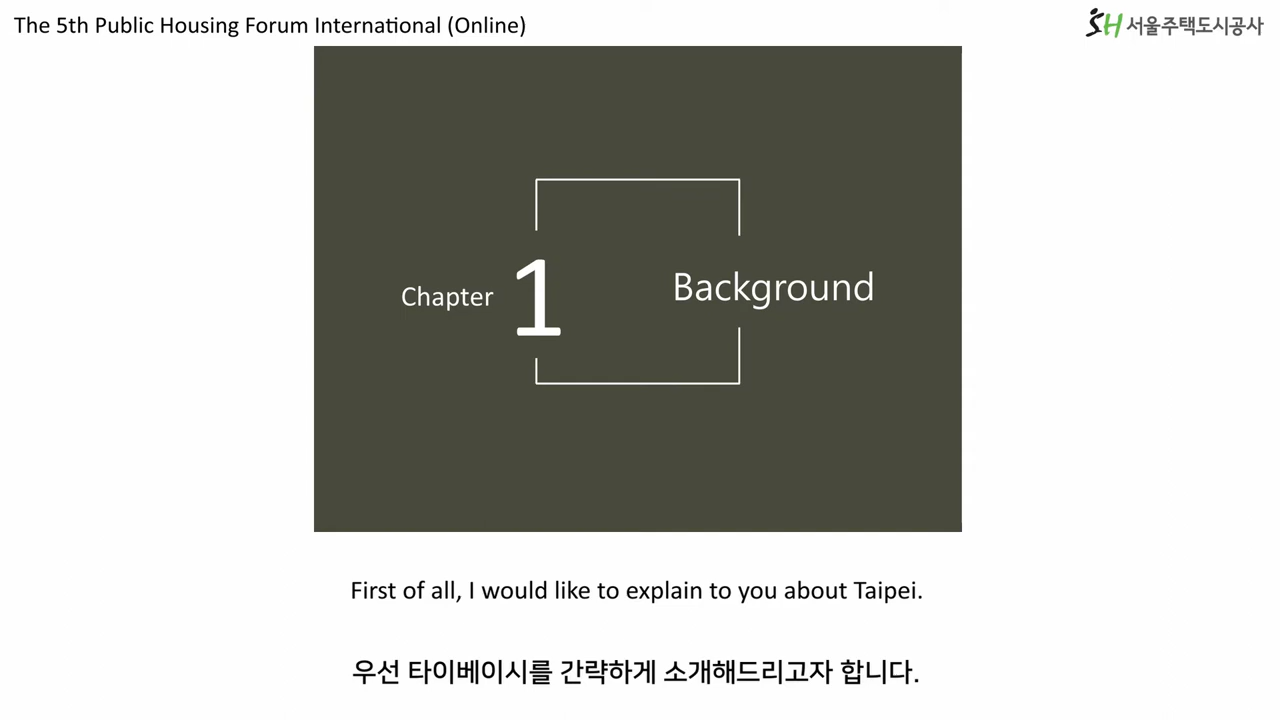 The 5th Public Housing Forum International (Online)
SH 서울주택도시공사
Chapter 1 Background
First of all, I would like to explain to you about Taipei.
우선 타이베이시를 간략하게 소개해드리고자 합니다.